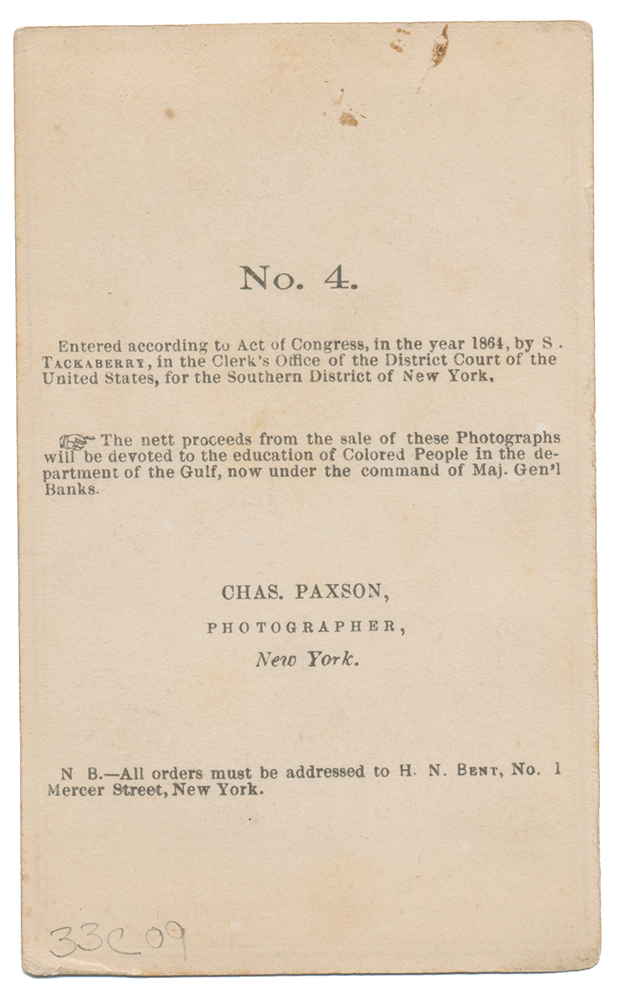 No. 4.
Entered according to Act of Congress, in the year 1864, by S.
TACKABERRY, in the Clerk's Office of the District Court of the
United States, for the Southern District of New York.
☞ The nett proceeds from the sale of these Photographs
will be devoted to the education of Colored People in the de-
partment of the Gulf, now under the command of Maj. Gen'l
Banks.
CHAS. PAXSON,
PHOTOGRAPHER,
New York.
N B.—All orders must be addressed to H. N. BENT, No. 1
Mercer Street, New York.
33C09